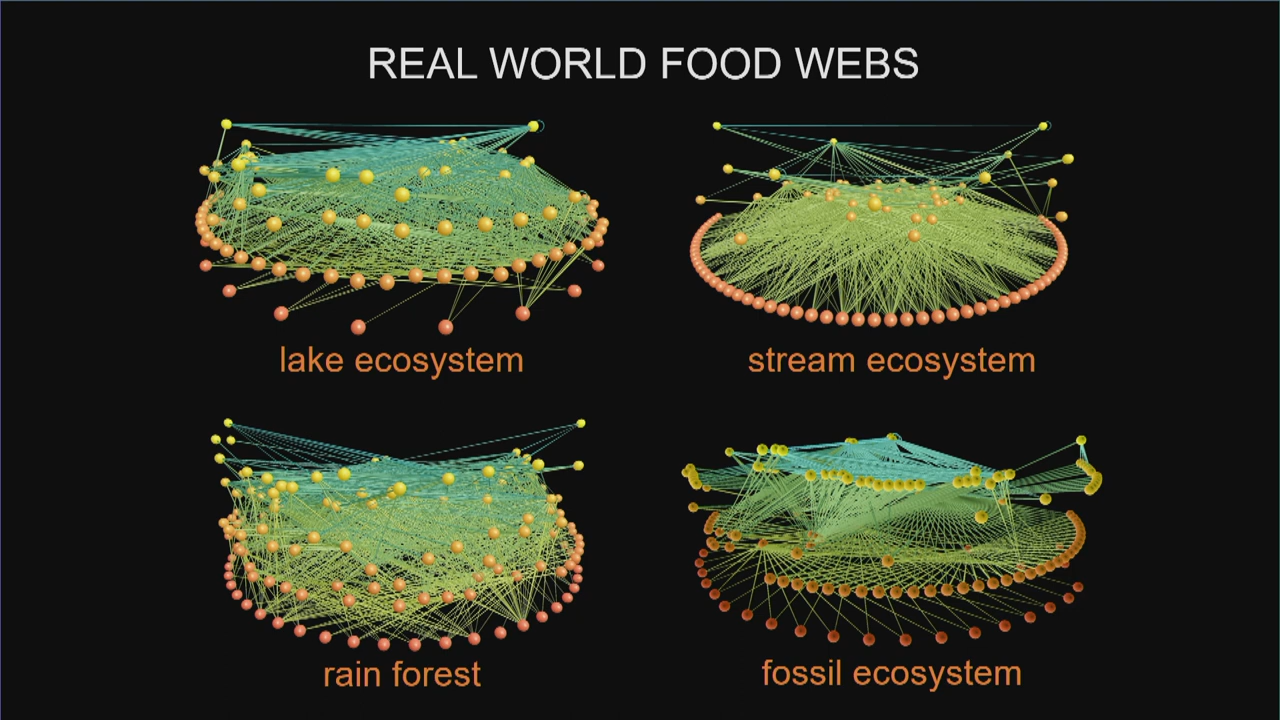 REAL WORLD FOOD WEBS
lake ecosystem
stream ecosystem
rain forest
fossil ecosystem